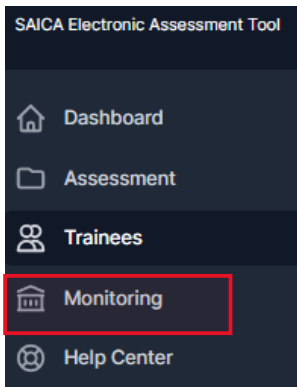 SAICA Electronic Assessment Tool
Dashboard
Assessment
Trainees
Monitoring
Help Center